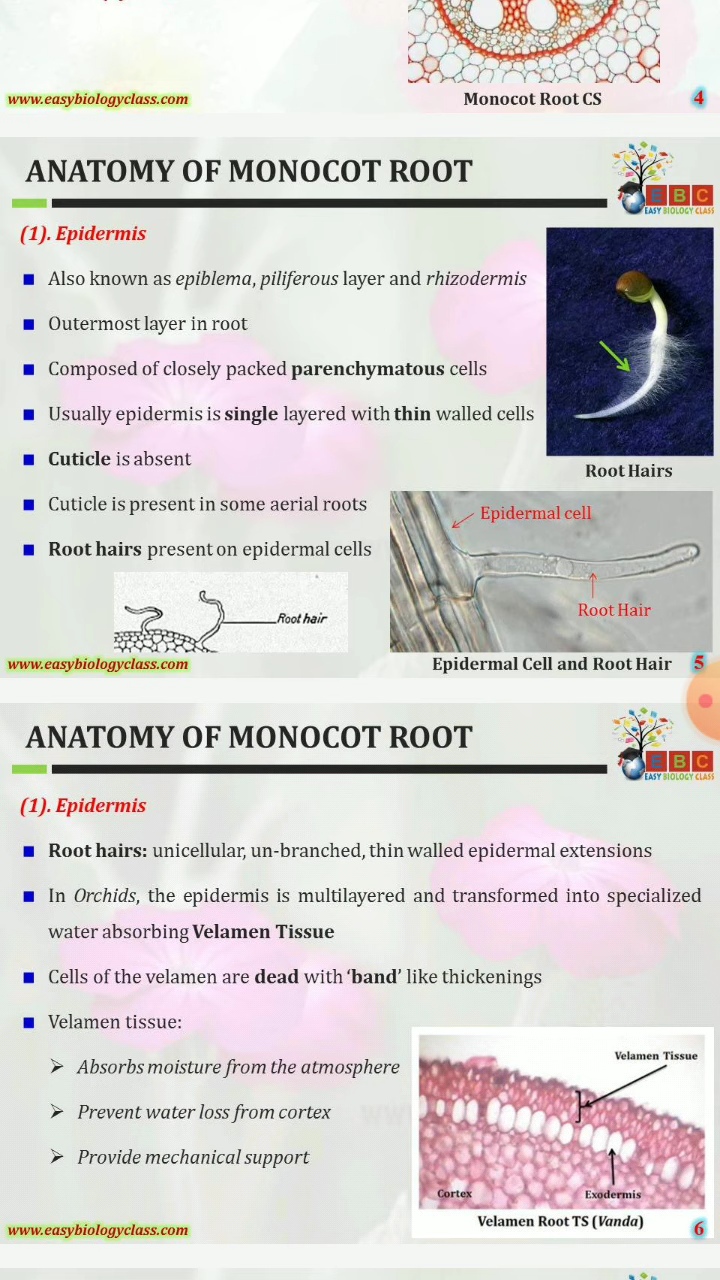 www.easybiologyclass.com
Monocot Root CS
4
ANATOMY OF MONOCOT ROOT
E B C
EASY BIOLOGY CLASS
(1). Epidermis
■ Also known as epiblema, piliferous layer and rhizodermis
■ Outermost layer in root
■ Composed of closely packed parenchymatous cells
■ Usually epidermis is single layered with thin walled cells
■ Cuticle is absent
■ Cuticle is present in some aerial roots
■ Root hairs present on epidermal cells
Root Hairs
Epidermal cell
Root Hair
Root hair
www.easybiologyclass.com
Epidermal Cell and Root Hair
5
ANATOMY OF MONOCOT ROOT
E B C
EASY BIOLOGY CLASS
(1). Epidermis
■ Root hairs: unicellular, un-branched, thin walled epidermal extensions
■ In Orchids, the epidermis is multilayered and transformed into specialized
water absorbing Velamen Tissue
■ Cells of the velamen are dead with ‘band’ like thickenings
■ Velamen tissue:
➢ Absorbs moisture from the atmosphere
➢ Prevent water loss from cortex
➢ Provide mechanical support
Velamen Tissue
Cortex
Exodermis
Velamen Root TS (Vanda)
www.easybiologyclass.com
6